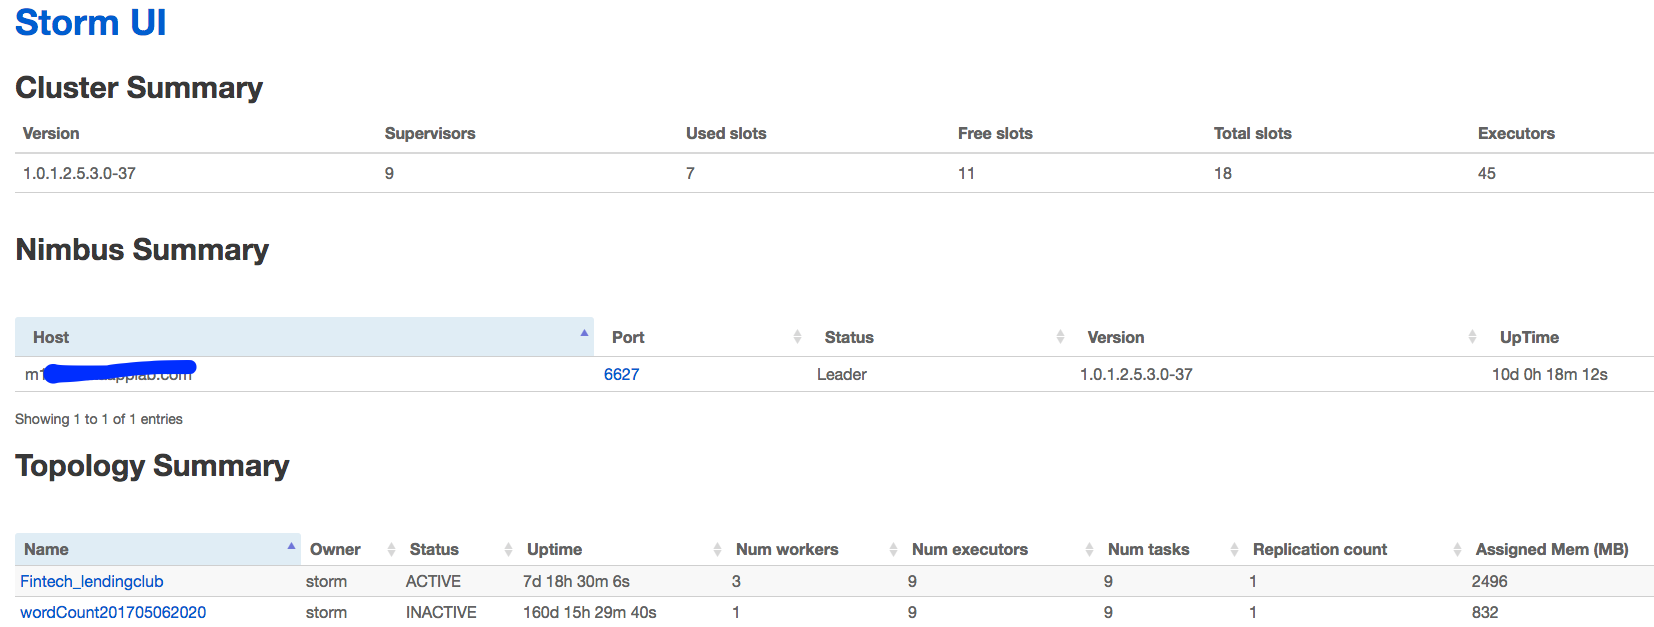 Storm UI
Cluster Summary
Version Supervisors Used slots Free slots Total slots Executors
1.0.1.2.5.3.0-37 9 7 11 18 45
Nimbus Summary
Host Port Status Version UpTime
6627 Leader 1.0.1.2.5.3.0-37 10d 0h 18m 12s
Showing 1 to 1 of 1 entries
Topology Summary
Name Owner Status Uptime Num workers Num executors Num tasks Replication count Assigned Mem (MB)
Fintech_lendingclub storm ACTIVE 7d 18h 30m 6s 3 9 9 1 2496
wordCount201705062020 storm INACTIVE 160d 15h 29m 40s 1 9 9 1 832